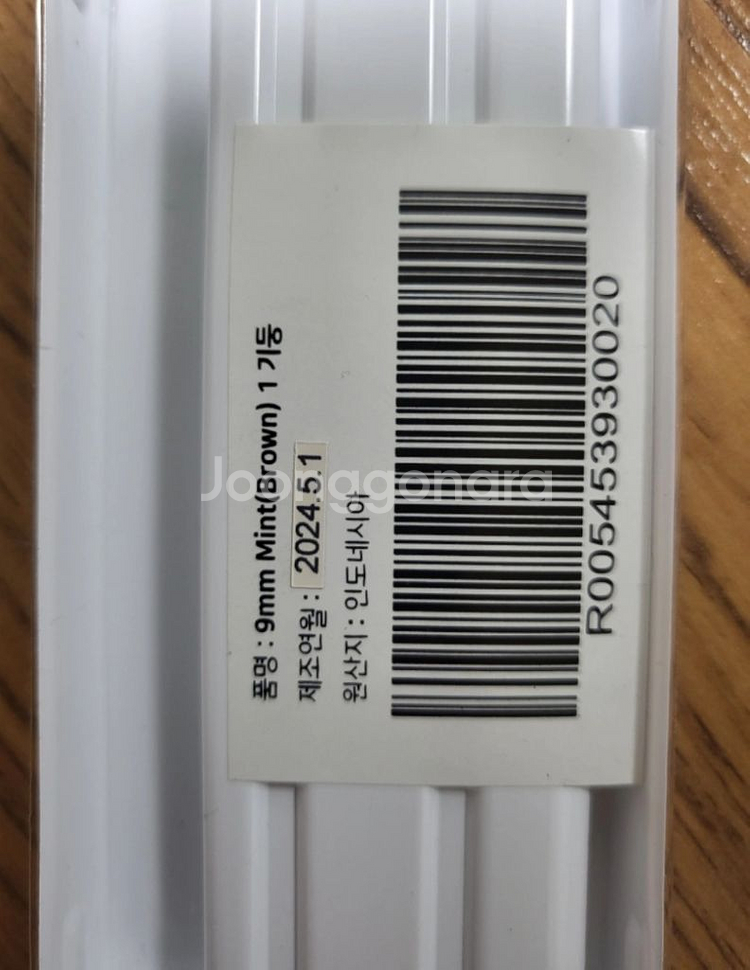 품명 : 9mm Mint(Brown) 1 기둥
제조연월 : 2024.5.1
원산지 : 인도네시아
R005453930020
Joonggonara